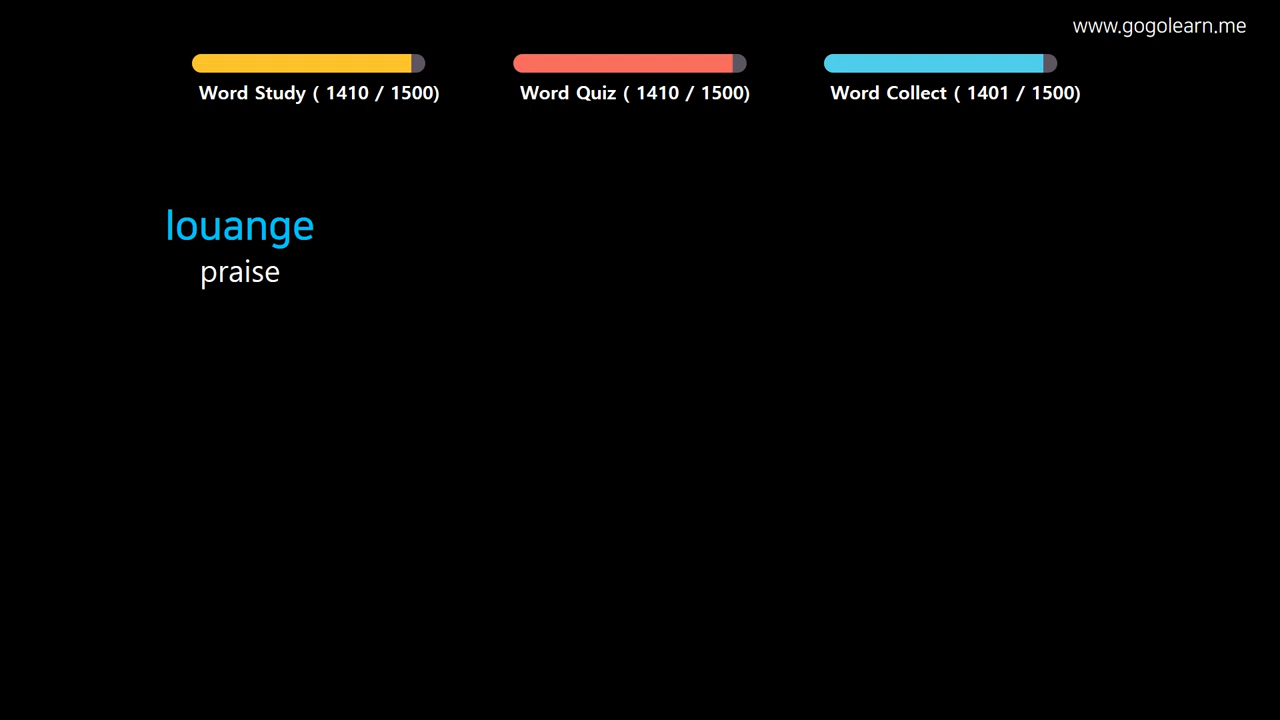 www.gogolearn.me
Word Study ( 1410 / 1500)
Word Quiz ( 1410 / 1500)
Word Collect ( 1401 / 1500)
louange
praise